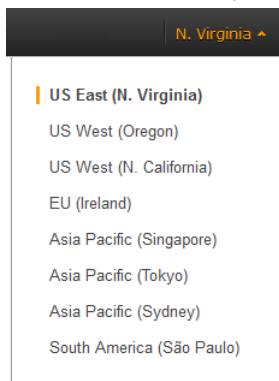 N. Virginia
US East (N. Virginia)
US West (Oregon)
US West (N. California)
EU (Ireland)
Asia Pacific (Singapore)
Asia Pacific (Tokyo)
Asia Pacific (Sydney)
South America (São Paulo)